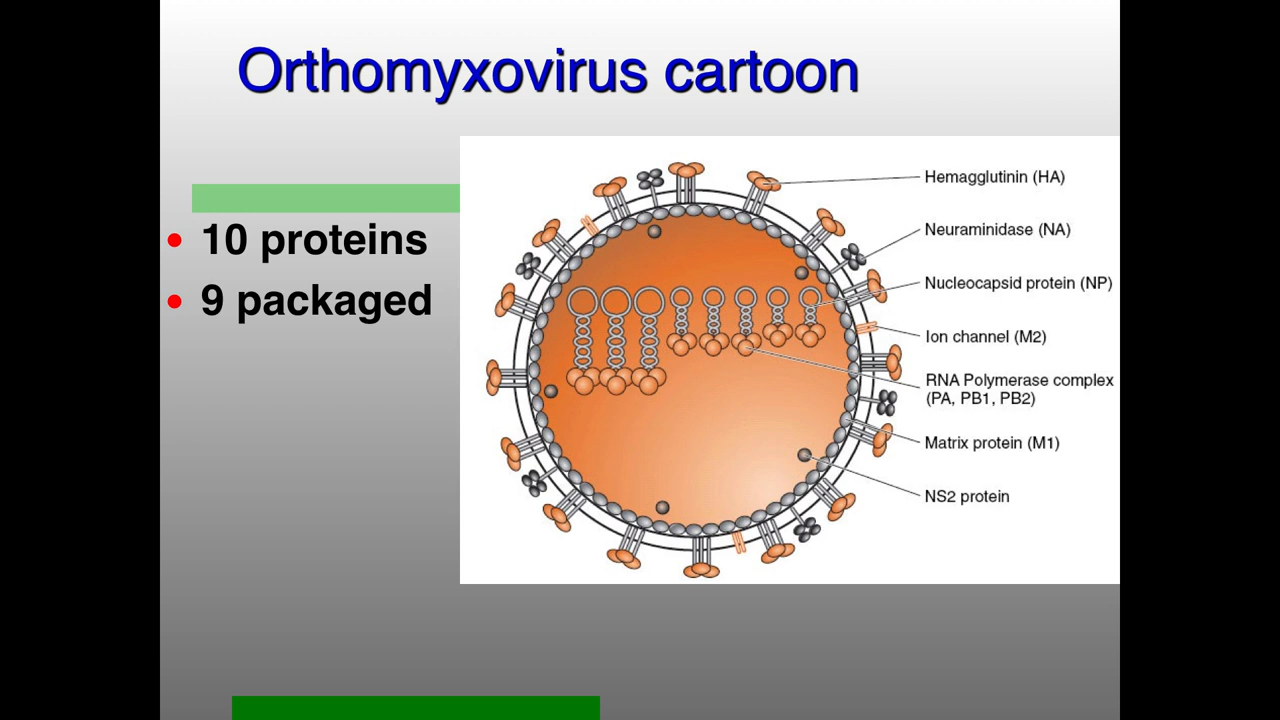 Orthomyxovirus cartoon
• 10 proteins
• 9 packaged
Hemagglutinin (HA)
Neuraminidase (NA)
Nucleocapsid protein (NP)
Ion channel (M2)
RNA Polymerase complex
(PA, PB1, PB2)
Matrix protein (M1)
NS2 protein